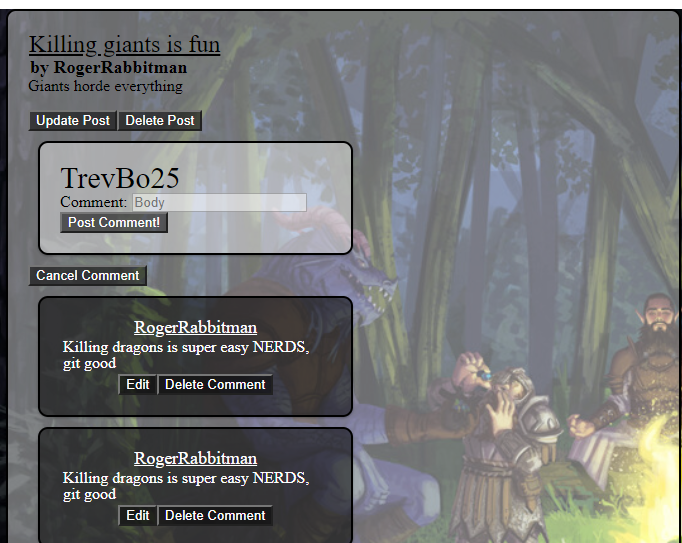 Killing giants is fun
by RogerRabbitman
Giants horde everything
Update Post Delete Post
TrevBo25
Comment: Body
Post Comment!
Cancel Comment
RogerRabbitman
Killing dragons is super easy NERDS,
git good
Edit Delete Comment
RogerRabbitman
Killing dragons is super easy NERDS,
git good
Edit Delete Comment